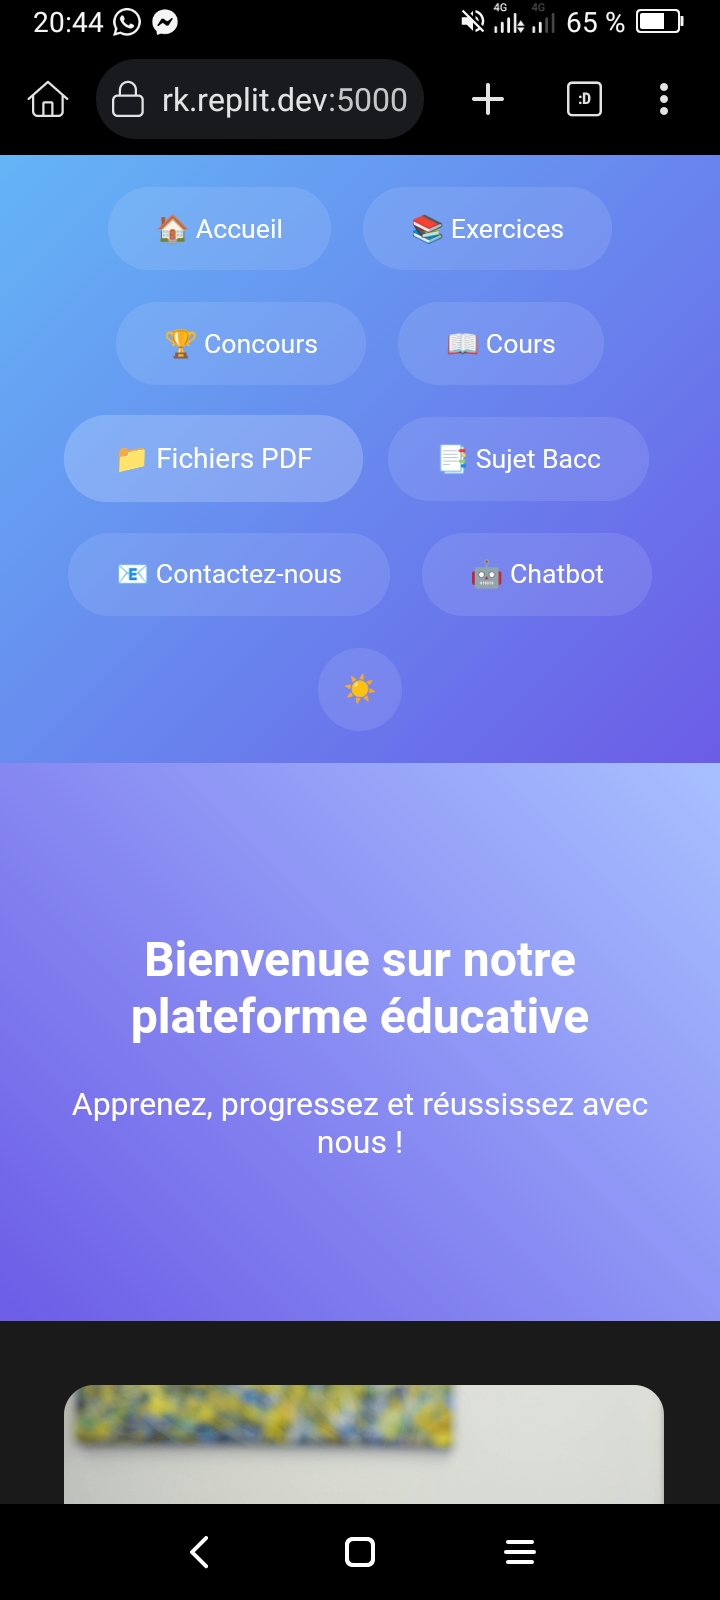 20:44 4G 4G 65 %
rk.replit.dev:5000 :D
🏠 Accueil 📚 Exercices
🏆 Concours 📖 Cours
📁 Fichiers PDF 📑 Sujet Bacc
📧 Contactez-nous 🤖 Chatbot
☀️
Bienvenue sur notre
plateforme éducative
Apprenez, progressez et réussissez avec
nous !